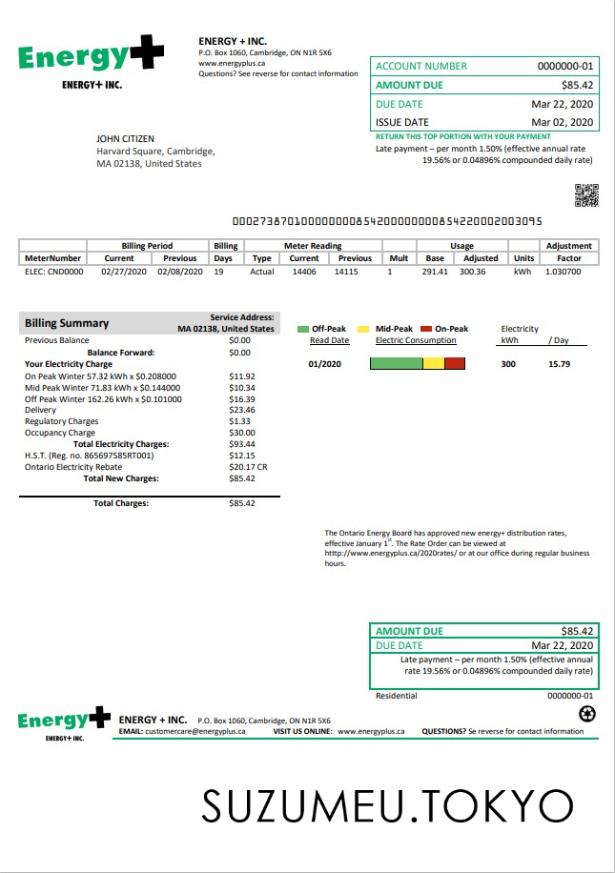 Energy+
ENERGY+ INC.
ENERGY + INC.
P.O. Box 1060, Cambridge, ON N1R 5X6
www.energyplus.ca
Questions? See reverse for contact information
ACCOUNT NUMBER 0000000-01
AMOUNT DUE $85.42
DUE DATE Mar 22, 2020
ISSUE DATE Mar 02, 2020
RETURN THIS TOP PORTION WITH YOUR PAYMENT
Late payment – per month 1.50% (effective annual rate
19.56% or 0.04896% compounded daily rate)
JOHN CITIZEN
Harvard Square, Cambridge,
MA 02138, United States
Billing Period Billing Meter Reading Usage Adjustment
MeterNumber Current Previous Days Type Current Previous Mult Base Adjusted Units Factor
ELEC: CND0000 02/27/2020 02/08/2020 19 Actual 14406 14115 1 291.41 300.36 kWh 1.030700
Billing Summary
Service Address:
MA 02138, United States
Previous Balance $0.00
Balance Forward: $0.00
Your Electricity Charge
On Peak Winter 57.32 kWh x $0.208000 $11.92
Mid Peak Winter 71.83 kWh x $0.144000 $10.34
Off Peak Winter 162.26 kWh x $0.101000 $16.39
Delivery $23.46
Regulatory Charges $1.33
Occupancy Charge $30.00
Total Electricity Charges: $93.44
H.S.T. (Reg. no. 865697585RT001) $12.15
Ontario Electricity Rebate $20.17 CR
Total New Charges: $85.42
Total Charges: $85.42
Off-Peak Mid-Peak On-Peak Electricity
Read Date Electric Consumption kWh / Day
01/2020 300 15.79
The Ontario Energy Board has approved new energy+ distribution rates,
effective January 1st. The Rate Order can be viewed at
http://www.energyplus.ca/2020rates/ or at our office during regular business
hours.
AMOUNT DUE $85.42
DUE DATE Mar 22, 2020
Late payment – per month 1.50% (effective annual
rate 19.56% or 0.04896% compounded daily rate)
Residential 0000000-01
Energy+
ENERGY+ INC.
ENERGY + INC. P.O. Box 1060, Cambridge, ON N1R 5X6
EMAIL: customercare@energyplus.ca VISIT US ONLINE: www.energyplus.ca QUESTIONS? Se reverse for contact information
SUZUMEU.TOKYO